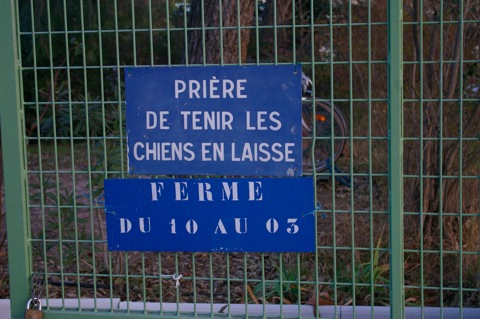 PRIÈRE
DE TENIR LES
CHIENS EN LAISSE
FERME
DU 10 AU 03